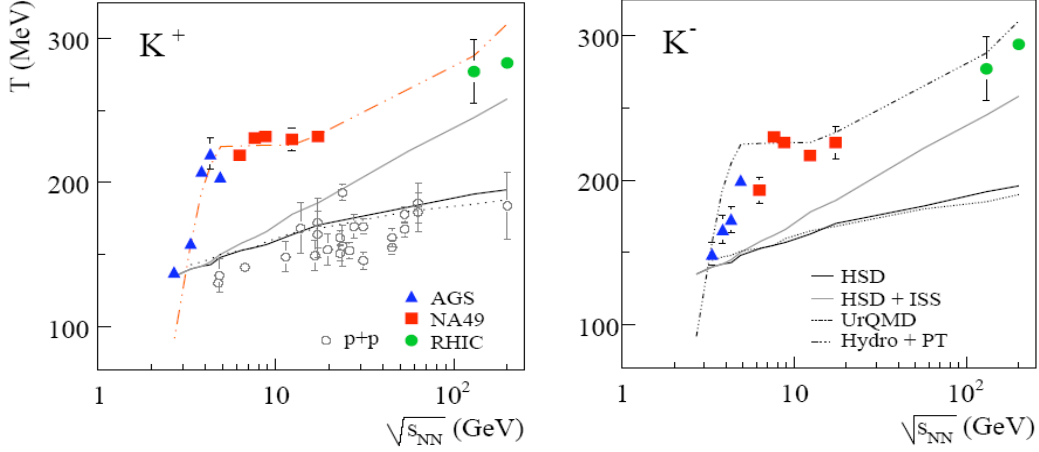 T (MeV)
300
200
100
K+
AGS
NA49
RHIC
p+p
1
10
10²
√sNN (GeV)
300
200
100
K-
HSD
HSD + ISS
UrQMD
Hydro + PT
1
10
10²
√sNN (GeV)